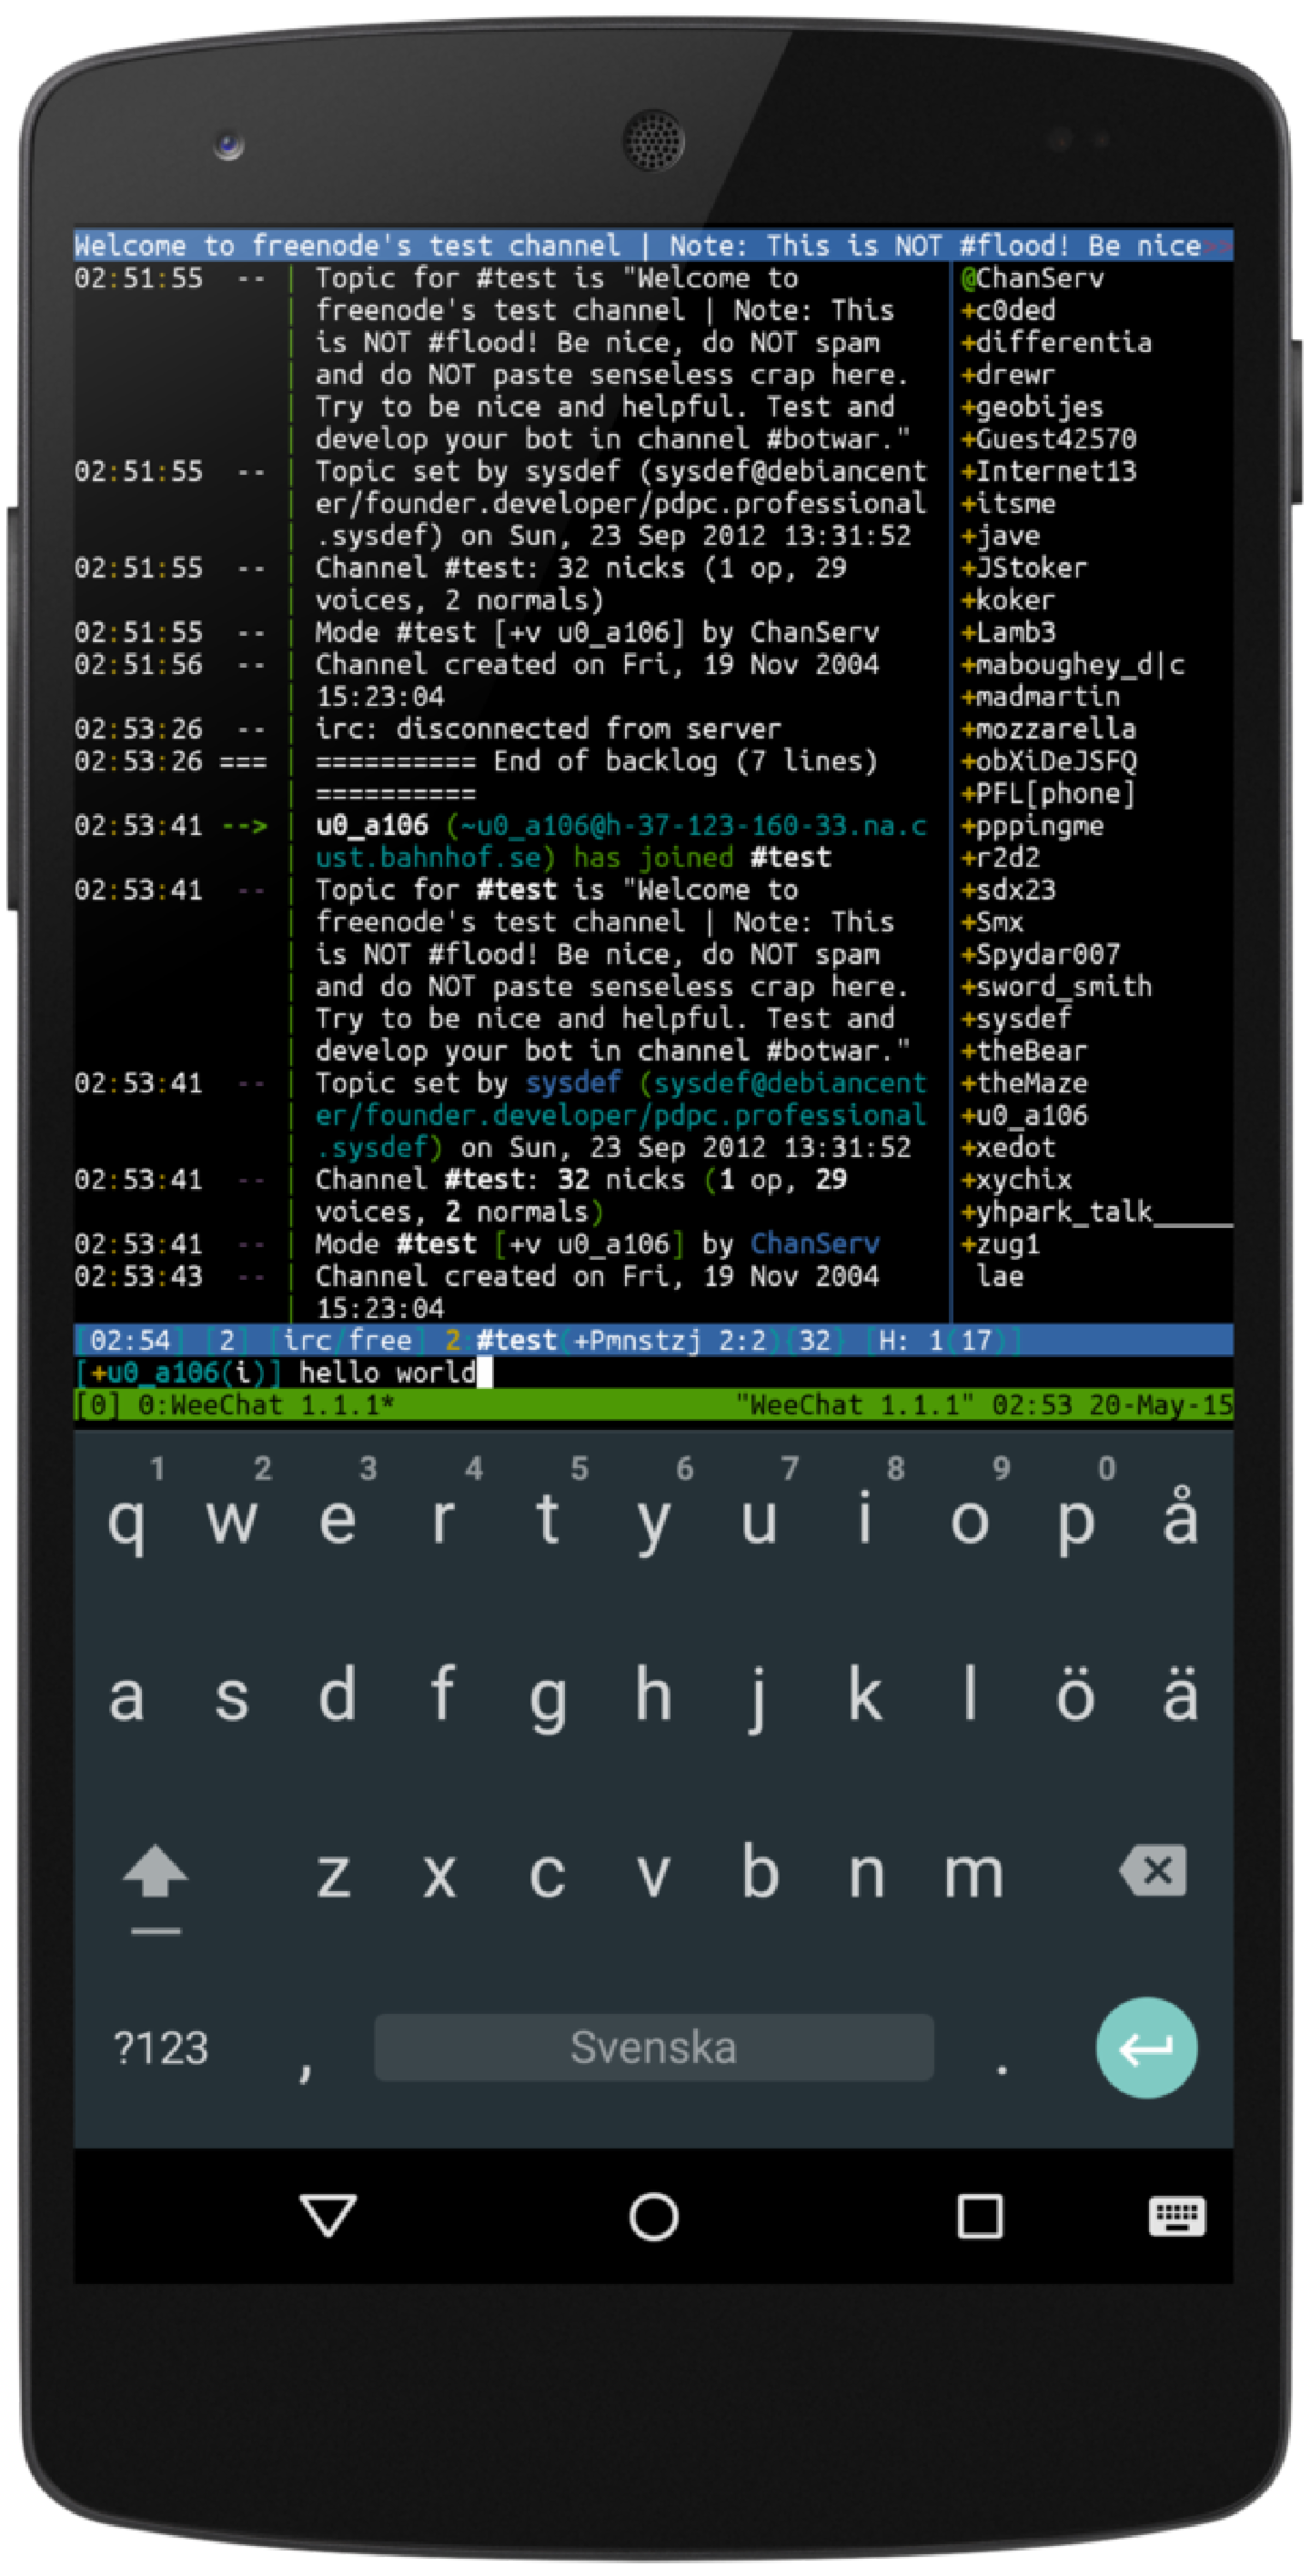 Welcome to freenode's test channel | Note: This is NOT #flood! Be nice>>
02:51:55 -- | Topic for #test is "Welcome to
| freenode's test channel | Note: This
| is NOT #flood! Be nice, do NOT spam
| and do NOT paste senseless crap here.
| Try to be nice and helpful. Test and
| develop your bot in channel #botwar."
02:51:55 -- | Topic set by sysdef (sysdef@debiancent
| er/founder.developer/pdpc.professional
| .sysdef) on Sun, 23 Sep 2012 13:31:52
02:51:55 -- | Channel #test: 32 nicks (1 op, 29
| voices, 2 normals)
02:51:55 -- | Mode #test [+v u0_a106] by ChanServ
02:51:56 -- | Channel created on Fri, 19 Nov 2004
| 15:23:04
02:53:26 -- | irc: disconnected from server
02:53:26 === | ========== End of backlog (7 lines)
| ==========
02:53:41 --> | u0_a106 (~u0_a106@h-37-123-160-33.na.c
| ust.bahnhof.se) has joined #test
02:53:41 -- | Topic for #test is "Welcome to
| freenode's test channel | Note: This
| is NOT #flood! Be nice, do NOT spam
| and do NOT paste senseless crap here.
| Try to be nice and helpful. Test and
| develop your bot in channel #botwar."
02:53:41 -- | Topic set by sysdef (sysdef@debiancent
| er/founder.developer/pdpc.professional
| .sysdef) on Sun, 23 Sep 2012 13:31:52
02:53:41 -- | Channel #test: 32 nicks (1 op, 29
| voices, 2 normals)
02:53:41 -- | Mode #test [+v u0_a106] by ChanServ
02:53:43 -- | Channel created on Fri, 19 Nov 2004
| 15:23:04
@ChanServ
+c0ded
+differentia
+drewr
+geobijes
+Guest42570
+Internet13
+itsme
+jave
+JStoker
+koker
+Lamb3
+maboughey_d|c
+madmartin
+mozzarella
+obXiDeJSFQ
+PFL[phone]
+pppingme
+r2d2
+sdx23
+Smx
+Spydar007
+sword_smith
+sysdef
+theBear
+theMaze
+u0_a106
+xedot
+xychix
+yhpark_talk_____
+zug1
lae
[02:54] [2] [irc/free] 2:#test(+Pmnstzj 2:2){32} [H: 1(17)]
[+u0_a106(i)] hello world
[0] 0:WeeChat 1.1.1* "WeeChat 1.1.1" 02:53 20-May-15
1 2 3 4 5 6 7 8 9 0
q w e r t y u i o p å
a s d f g h j k l ö ä
z x c v b n m
?123 , Svenska .